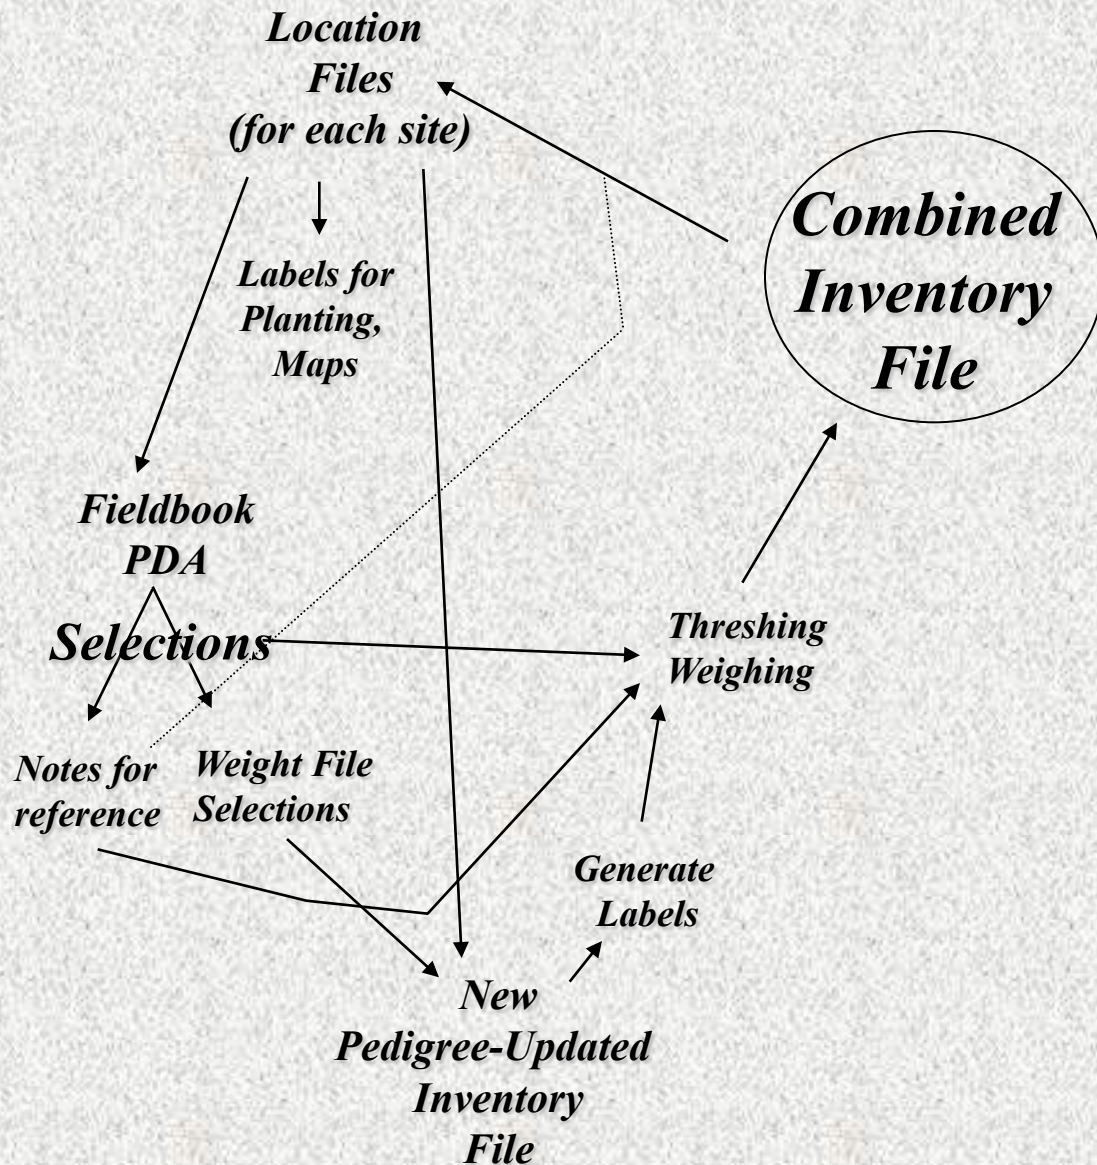 Location
Files
(for each site)
Combined
Inventory
File
Labels for
Planting,
Maps
Fieldbook
PDA
Selections
Threshing
Weighing
Notes for
reference
Weight File
Selections
Generate
Labels
New
Pedigree-Updated
Inventory
File